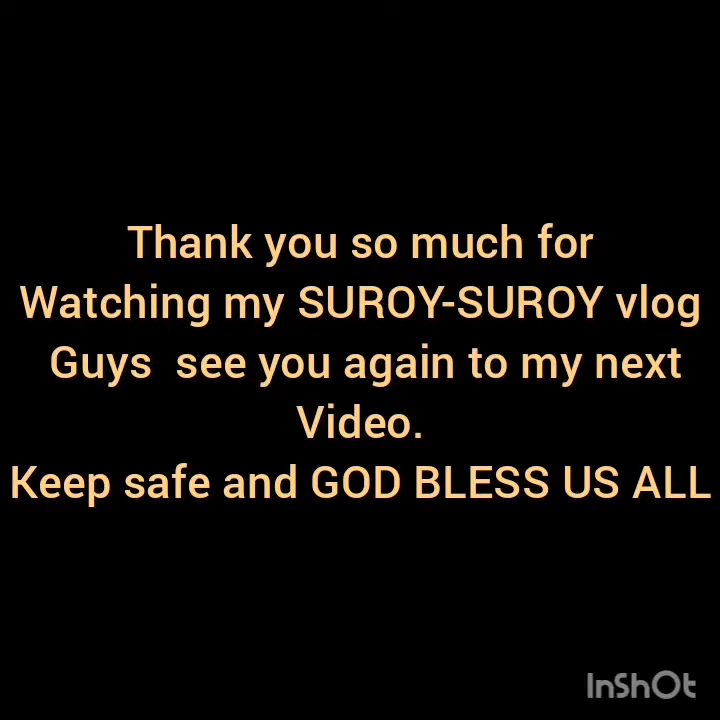 Thank you so much for
Watching my SUROY-SUROY vlog
Guys  see you again to my next
Video.
Keep safe and GOD BLESS US ALL
InShOt